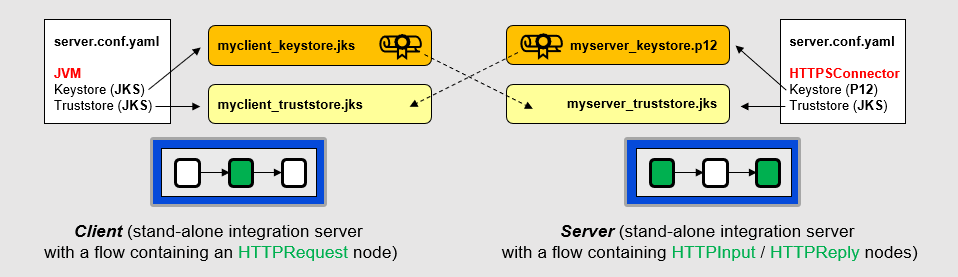 server.conf.yaml
JVM
Keystore (JKS)
Truststore (JKS)
myclient_keystore.jks
myclient_truststore.jks
myserver_keystore.p12
myserver_truststore.jks
server.conf.yaml
HTTPSConnector
Keystore (P12)
Truststore (JKS)
Client (stand-alone integration server
with a flow containing an HTTPRequest node)
Server (stand-alone integration server
with a flow containing HTTPInput / HTTPReply nodes)